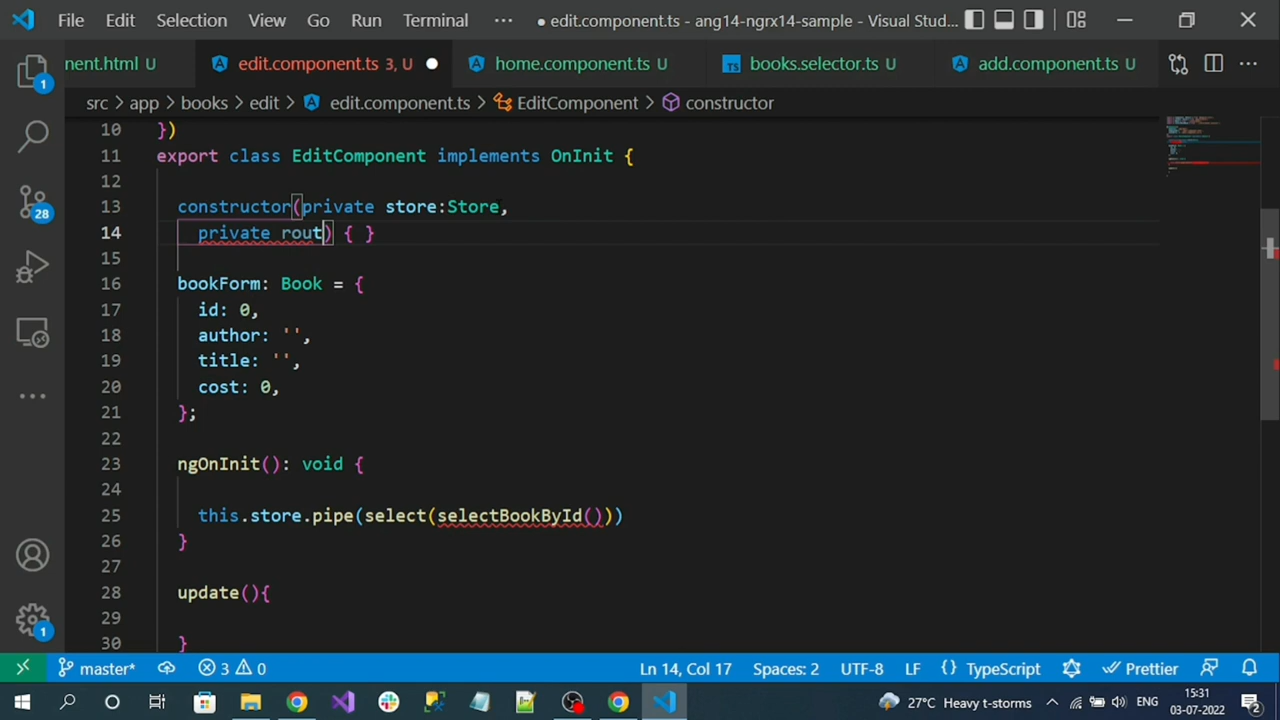 File Edit Selection View Go Run Terminal ··· ● edit.component.ts - ang14-ngrx14-sample - Visual Stud...
nent.html U edit.component.ts 3, U ● home.component.ts U TS books.selector.ts U add.component.ts U ···
src > app > books > edit > edit.component.ts > EditComponent > constructor
10 })
11 export class EditComponent implements OnInit {
12
13 constructor(private store:Store,
14 private rout) { }
15
16 bookForm: Book = {
17 id: 0,
18 author: '',
19 title: '',
20 cost: 0,
21 };
22
23 ngOnInit(): void {
24
25 this.store.pipe(select(selectBookById()))
26 }
27
28 update(){
29
30 }
1
28
···
1
master* 3 0 Ln 14, Col 17 Spaces: 2 UTF-8 LF {} TypeScript Prettier
27°C Heavy t-storms ENG 15:31
03-07-2022 2